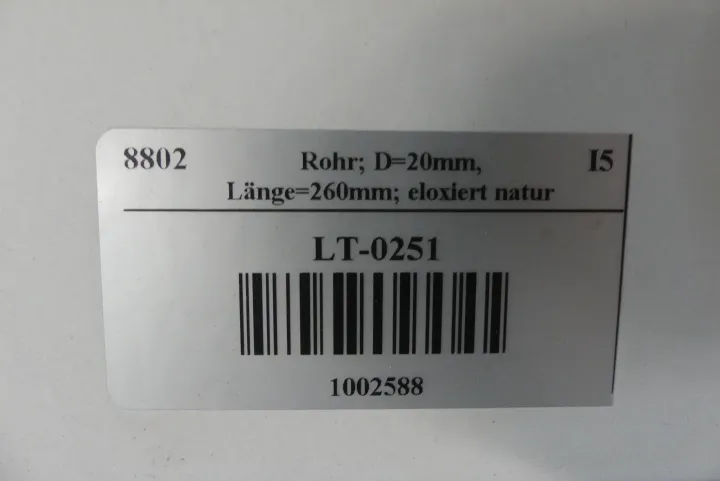 8802 Rohr; D=20mm, I5
Länge=260mm; eloxiert natur
LT-0251
1002588